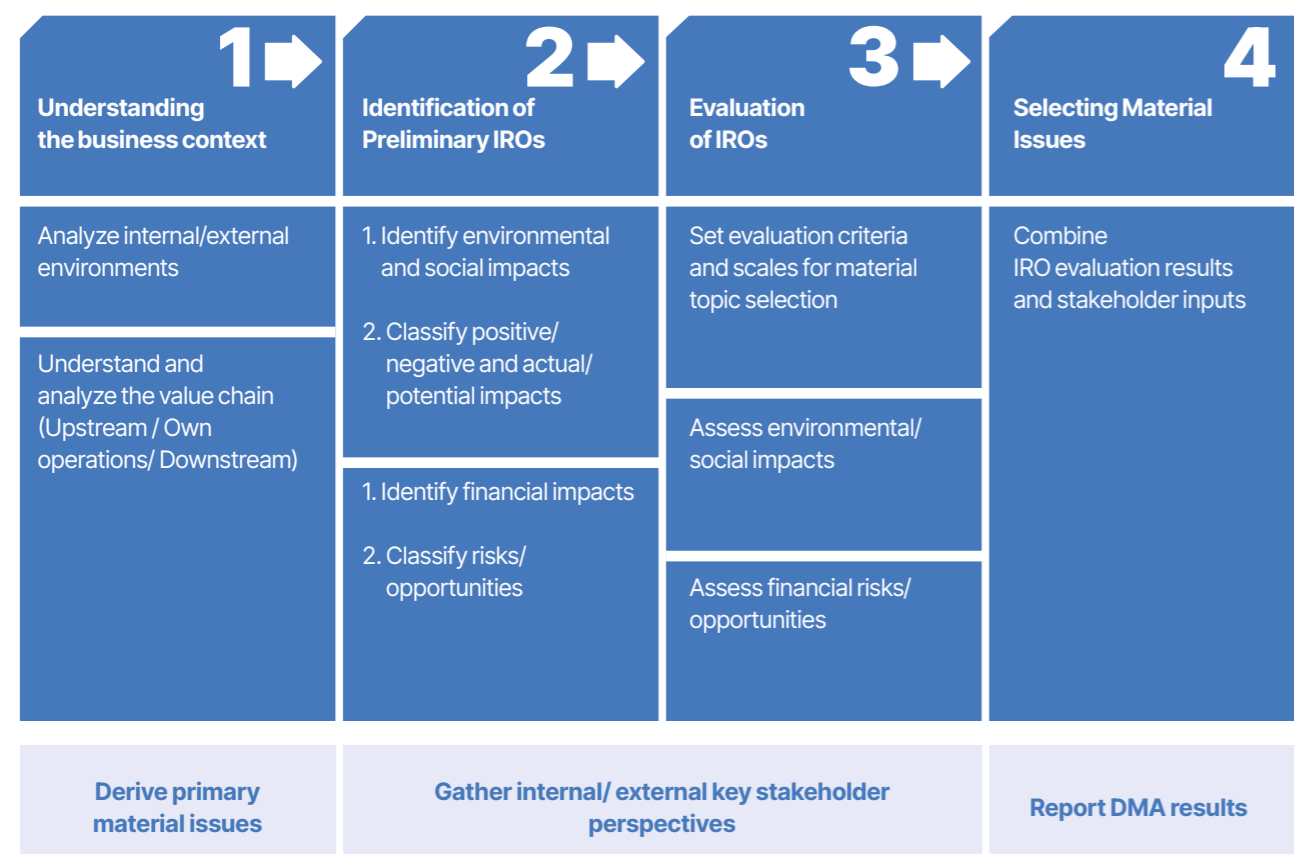 1
Understanding
the business context
Analyze internal/external
environments
Understand and
analyze the value chain
(Upstream / Own
operations/ Downstream)
2
Identification of
Preliminary IROs
1. Identify environmental
and social impacts
2. Classify positive/
negative and actual/
potential impacts
1. Identify financial impacts
2. Classify risks/
opportunities
3
Evaluation
of IROs
Set evaluation criteria
and scales for material
topic selection
Assess environmental/
social impacts
Assess financial risks/
opportunities
4
Selecting Material
Issues
Combine
IRO evaluation results
and stakeholder inputs
Derive primary
material issues
Gather internal/ external key stakeholder
perspectives
Report DMA results